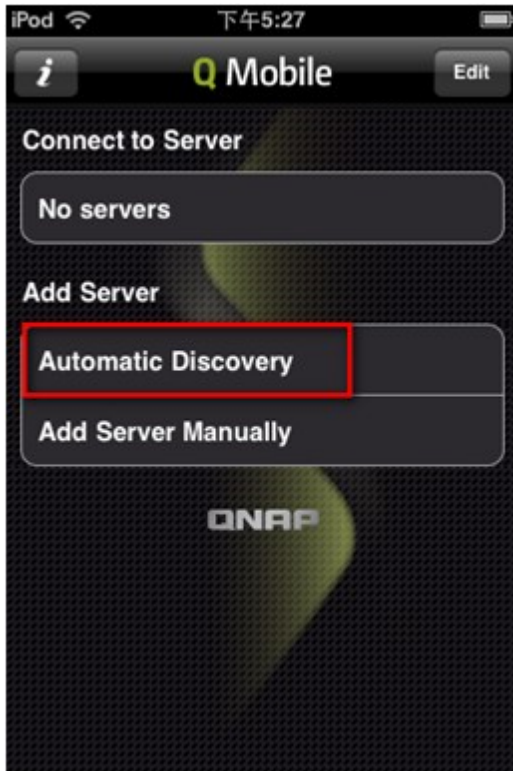 iPod 下午5:27
i Q Mobile Edit
Connect to Server
No servers
Add Server
Automatic Discovery
Add Server Manually
QNAP